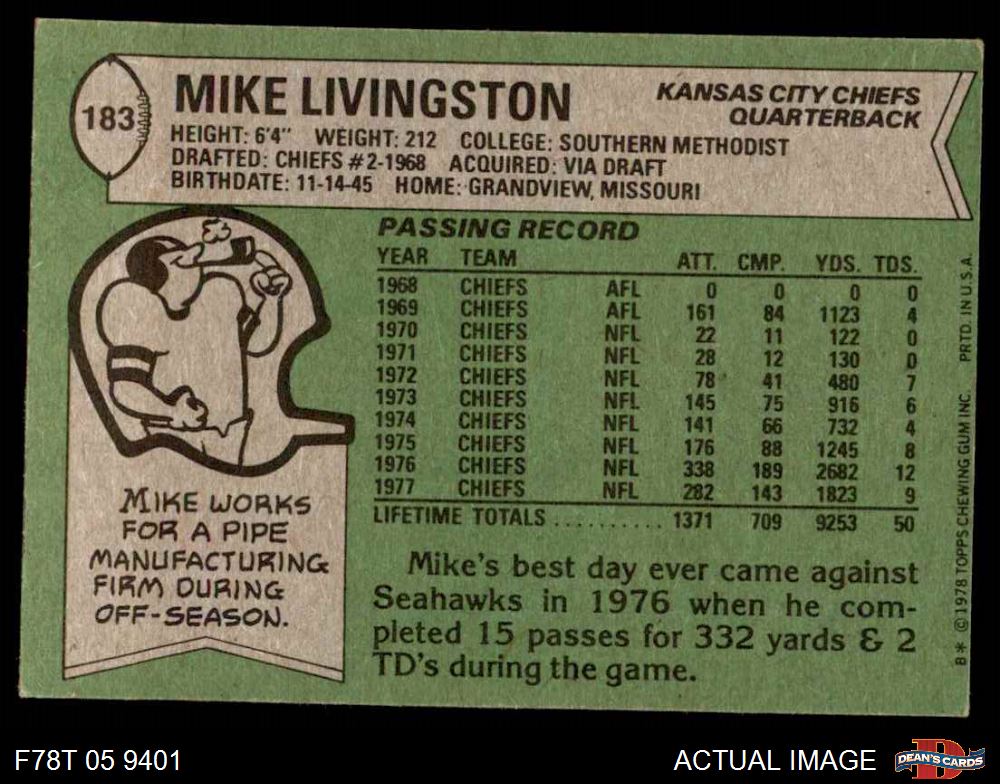 183
MIKE LIVINGSTON
KANSAS CITY CHIEFS
QUARTERBACK
HEIGHT: 6'4" WEIGHT: 212 COLLEGE: SOUTHERN METHODIST
DRAFTED: CHIEFS #2-1968 ACQUIRED: VIA DRAFT
BIRTHDATE: 11-14-45 HOME: GRANDVIEW, MISSOURI
PASSING RECORD
YEAR TEAM ATT. CMP. YDS. TDS.
1968 CHIEFS AFL 0 0 0 0
1969 CHIEFS AFL 161 84 1123 4
1970 CHIEFS NFL 22 11 122 0
1971 CHIEFS NFL 28 12 130 0
1972 CHIEFS NFL 78 41 480 7
1973 CHIEFS NFL 145 75 916 6
1974 CHIEFS NFL 141 66 732 4
1975 CHIEFS NFL 176 88 1245 8
1976 CHIEFS NFL 338 189 2682 12
1977 CHIEFS NFL 282 143 1823 9
LIFETIME TOTALS .......... 1371 709 9253 50
MIKE WORKS
FOR A PIPE
MANUFACTURING
FIRM DURING
OFF-SEASON.
Mike's best day ever came against
Seahawks in 1976 when he com-
pleted 15 passes for 332 yards & 2
TD's during the game.
B* © 1978 TOPPS CHEWING GUM INC. PRTD. IN U.S.A.
F78T 05 9401
ACTUAL IMAGE
DEAN'S CARDS